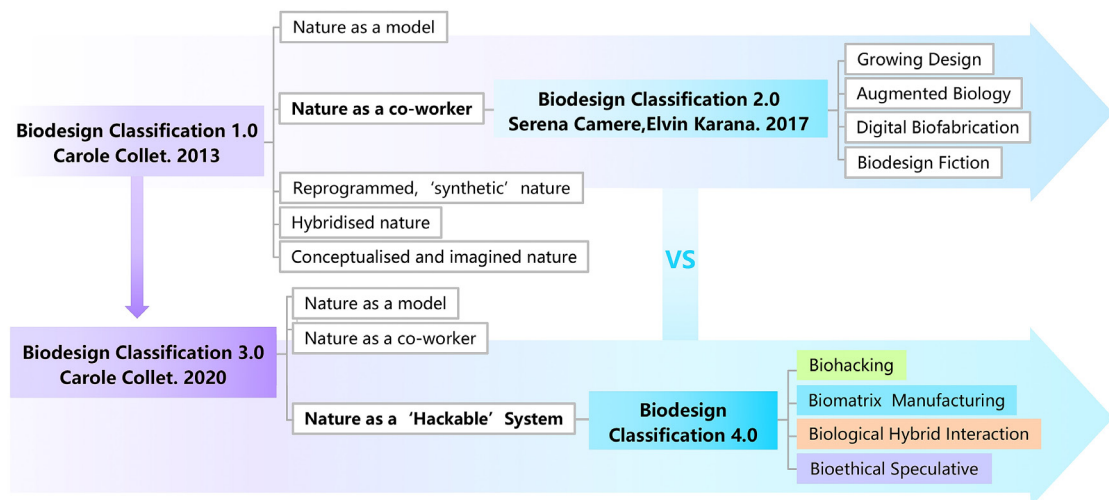 Nature as a model
Nature as a co-worker
Biodesign Classification 1.0
Carole Collet. 2013
Biodesign Classification 2.0
Serena Camere,Elvin Karana. 2017
Growing Design
Augmented Biology
Digital Biofabrication
Biodesign Fiction
Reprogrammed, ‘synthetic’ nature
Hybridised nature
Conceptualised and imagined nature
VS
Nature as a model
Nature as a co-worker
Biodesign Classification 3.0
Carole Collet. 2020
Nature as a ‘Hackable’ System
Biodesign
Classification 4.0
Biohacking
Biomatrix Manufacturing
Biological Hybrid Interaction
Bioethical Speculative